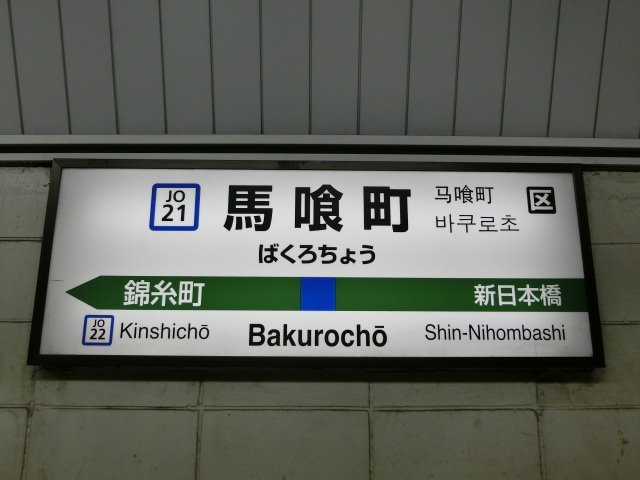 JO
21
馬喰町
马喰町
바쿠로초
区
ばくろちょう
錦糸町
新日本橋
JO
22
Kinshichō
Bakurochō
Shin-Nihombashi